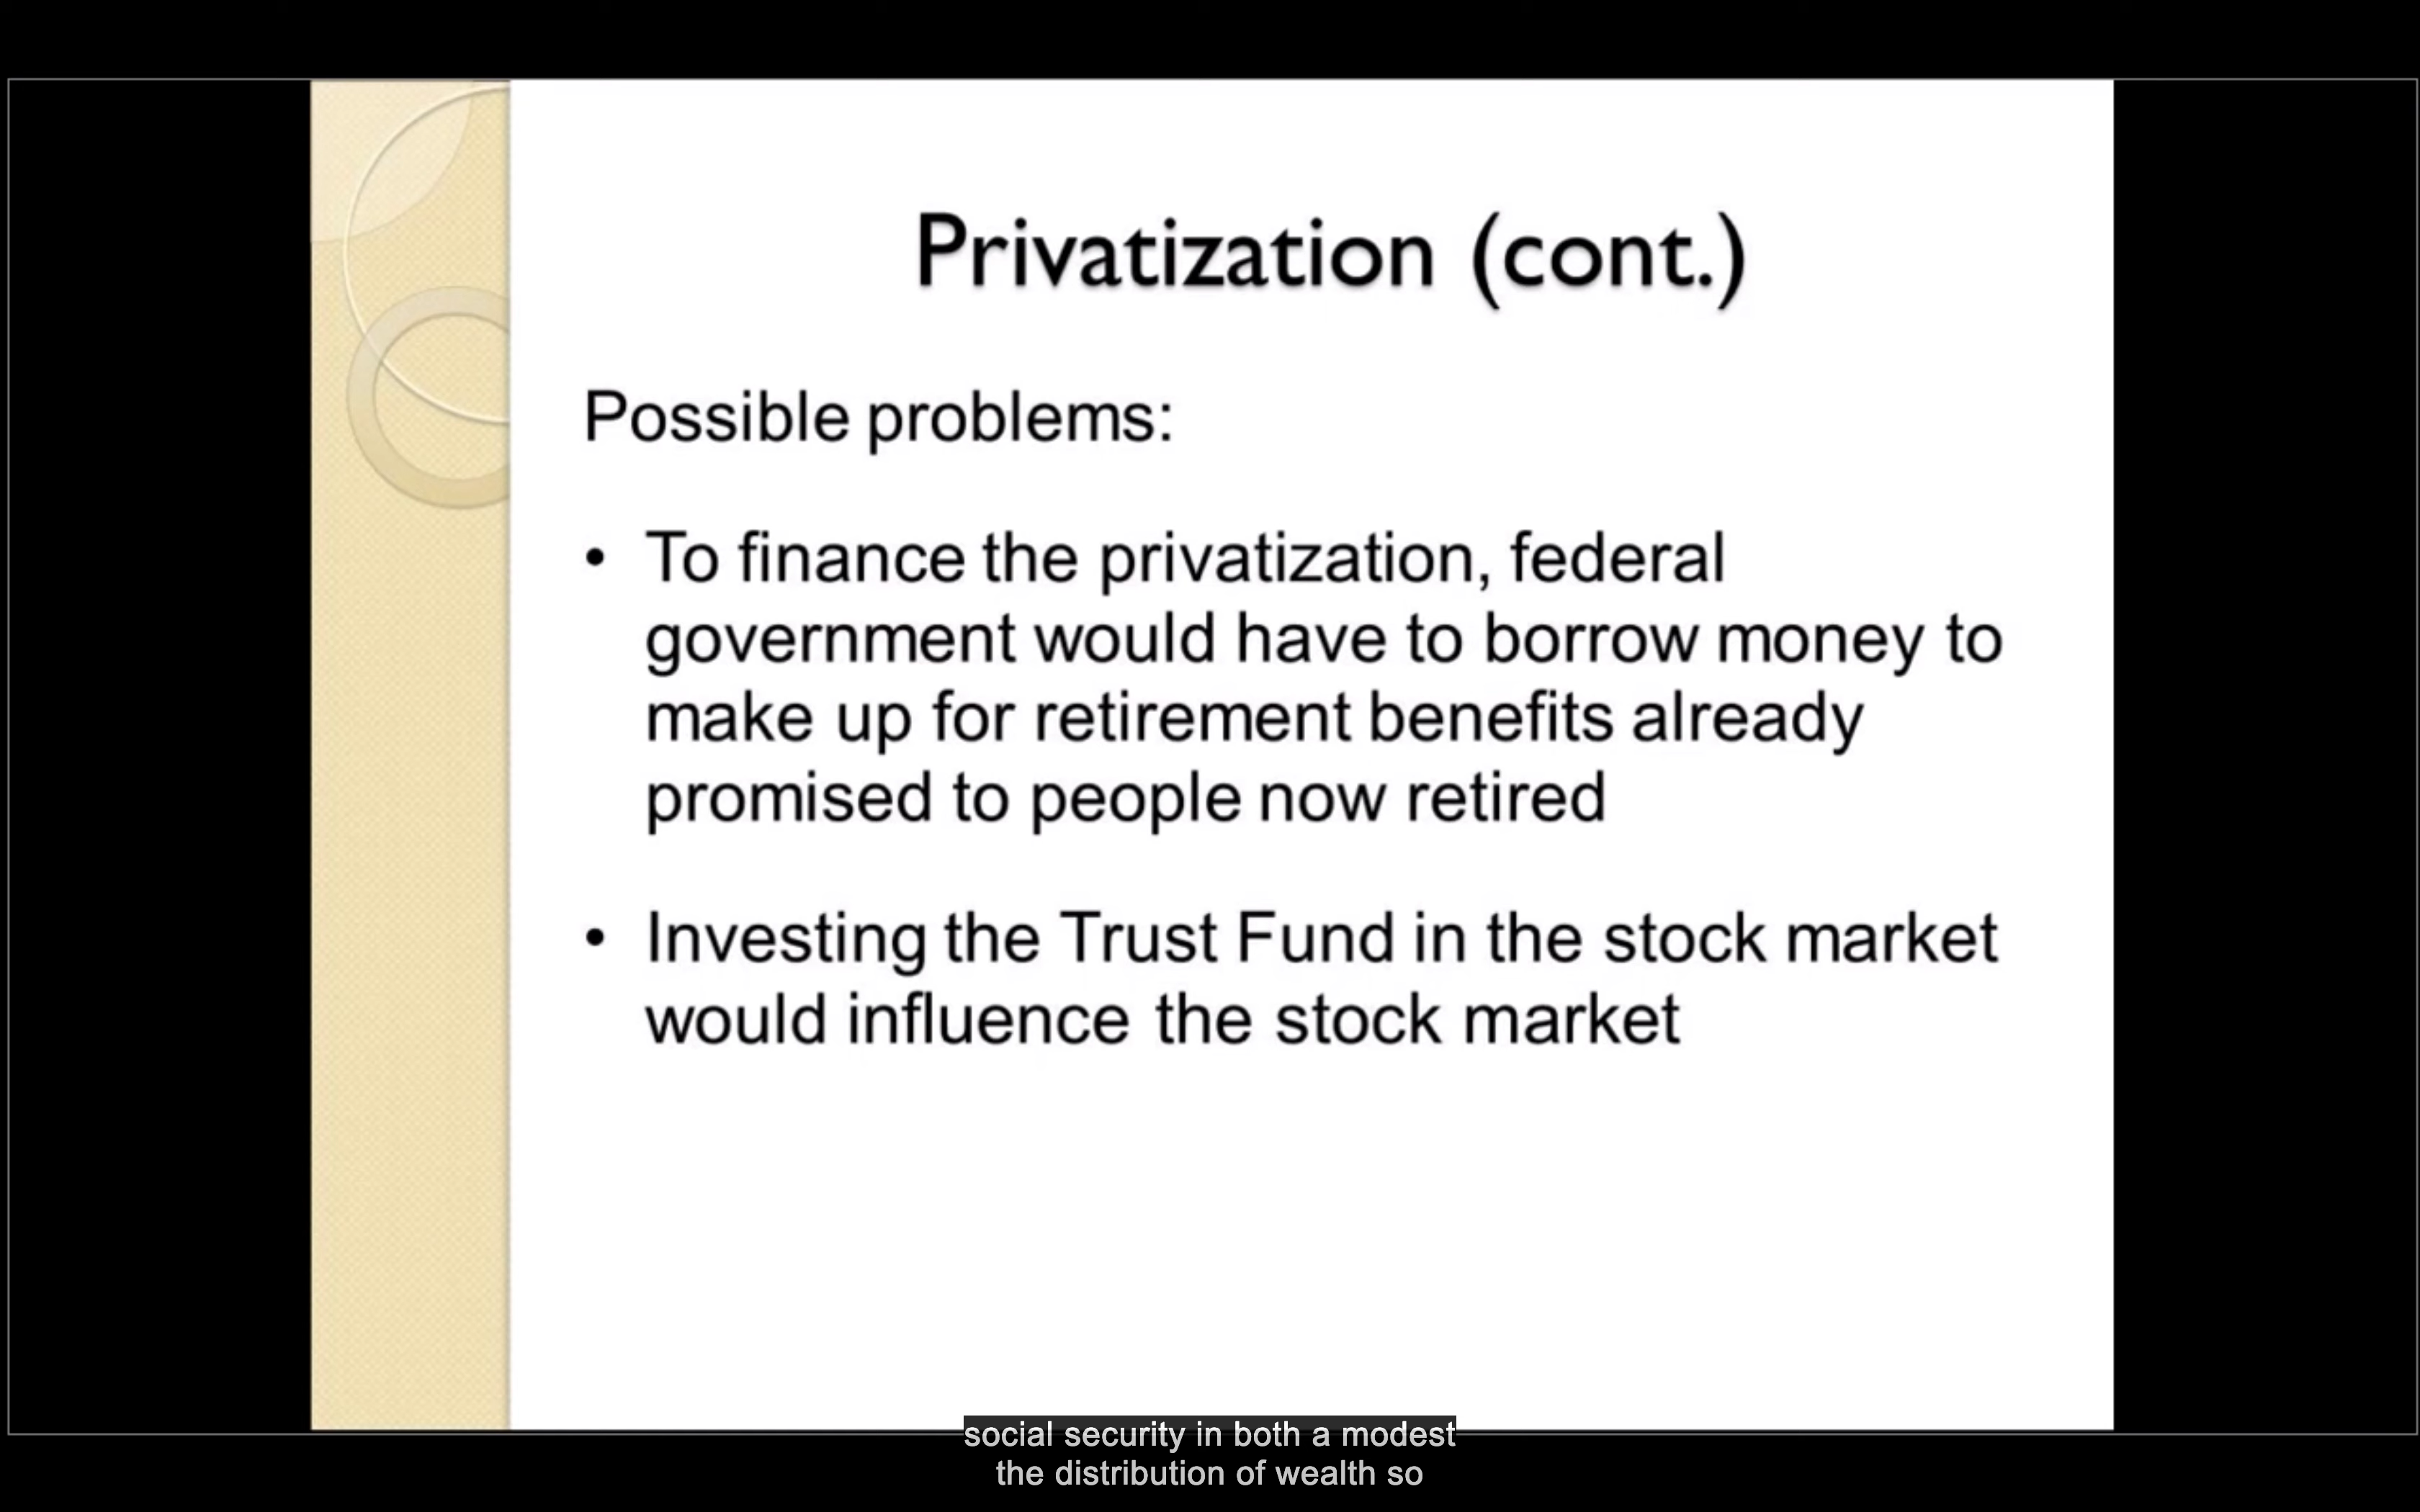 Privatization (cont.)
Possible problems:
• To finance the privatization, federal
government would have to borrow money to
make up for retirement benefits already
promised to people now retired
• Investing the Trust Fund in the stock market
would influence the stock market
social security in both a modest
the distribution of wealth so